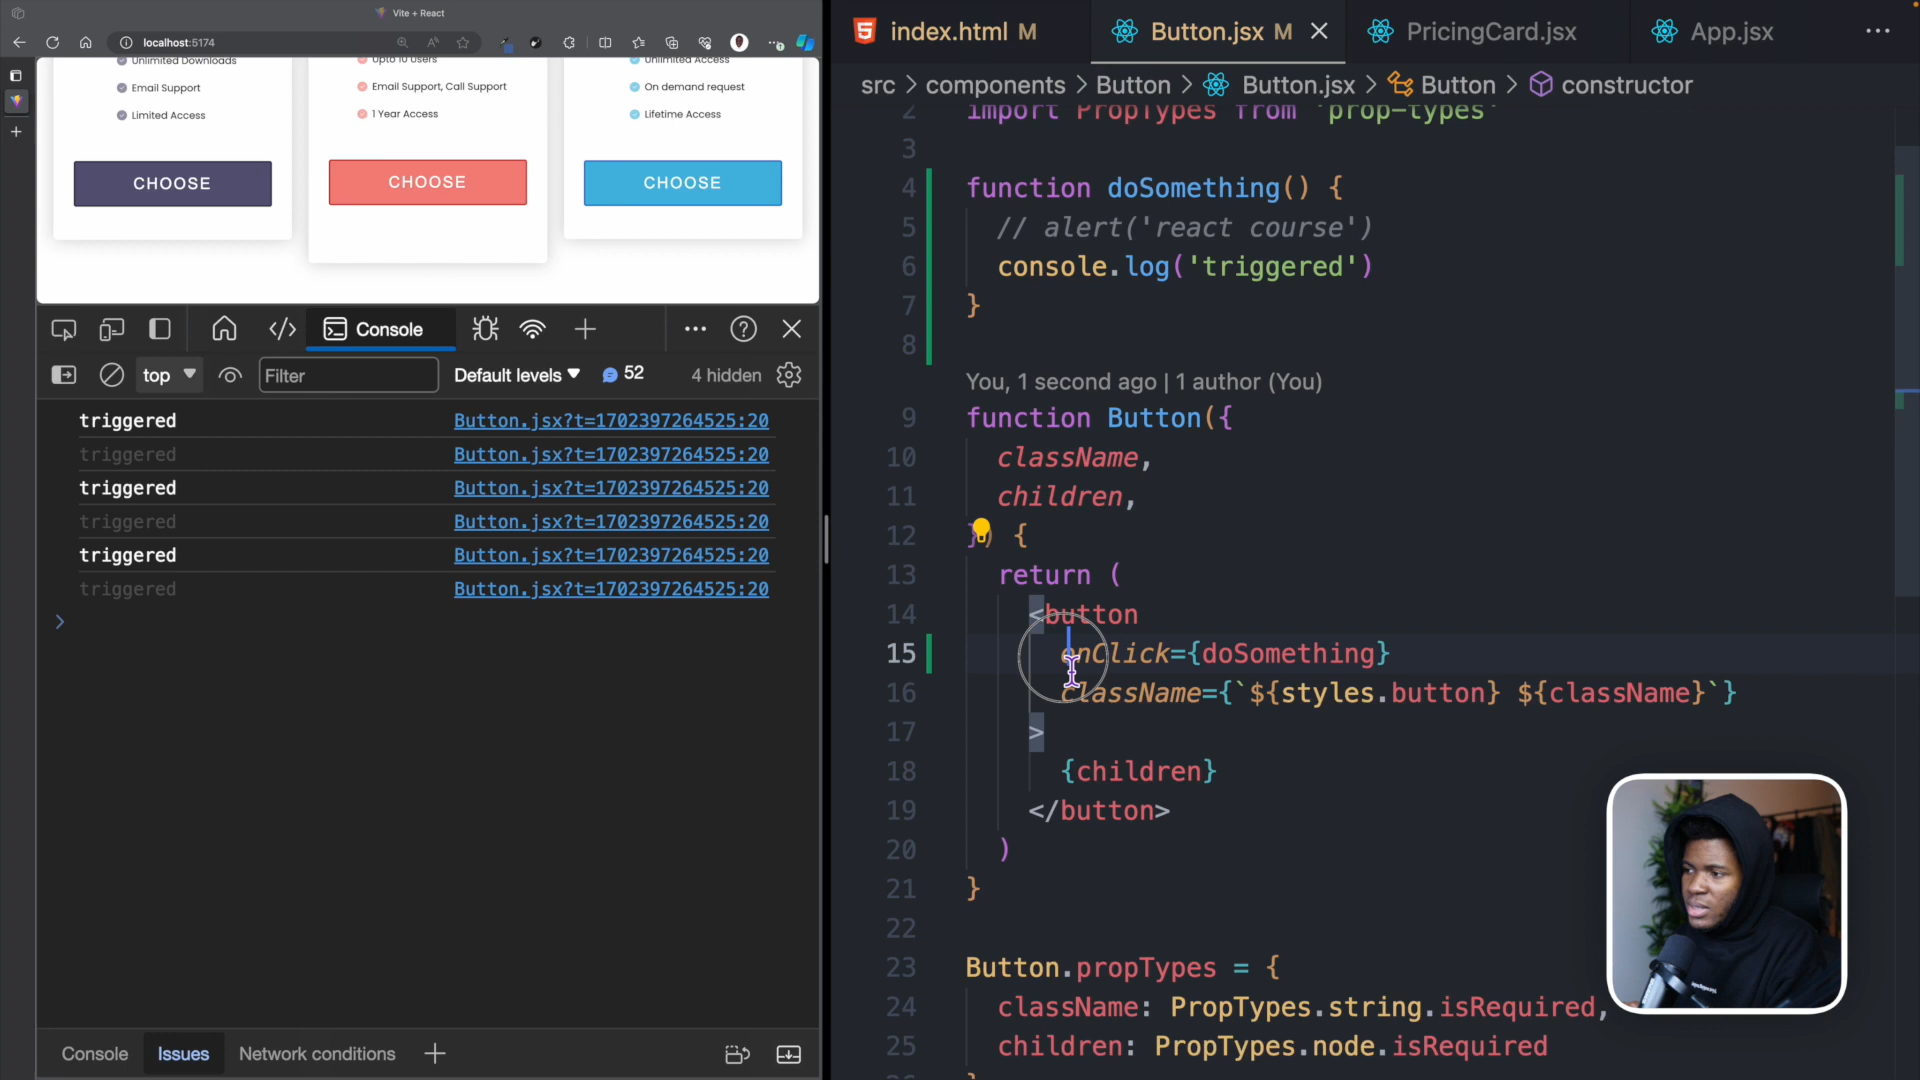 Vite + React
localhost:5174
Unlimited Downloads
Email Support
Limited Access
CHOOSE
Upto 10 Users
Email Support, Call Support
1 Year Access
CHOOSE
Unlimited Access
On demand request
Lifetime Access
CHOOSE
Console
top
Filter
Default levels
52
4 hidden
triggered Button.jsx?t=1702397264525:20
triggered Button.jsx?t=1702397264525:20
triggered Button.jsx?t=1702397264525:20
triggered Button.jsx?t=1702397264525:20
triggered Button.jsx?t=1702397264525:20
triggered Button.jsx?t=1702397264525:20
>
Console Issues Network conditions
index.html M Button.jsx M PricingCard.jsx App.jsx
src > components > Button > Button.jsx > Button > constructor
2 import PropTypes from 'prop-types'
3
4 function doSomething() {
5 // alert('react course')
6 console.log('triggered')
7 }
8
You, 1 second ago | 1 author (You)
9 function Button({
10 className,
11 children,
12 }) {
13 return (
14 <button
15 onClick={doSomething}
16 className={`${styles.button} ${className}`}
17 >
18 {children}
19 </button>
20 )
21 }
22
23 Button.propTypes = {
24 className: PropTypes.string.isRequired,
25 children: PropTypes.node.isRequired